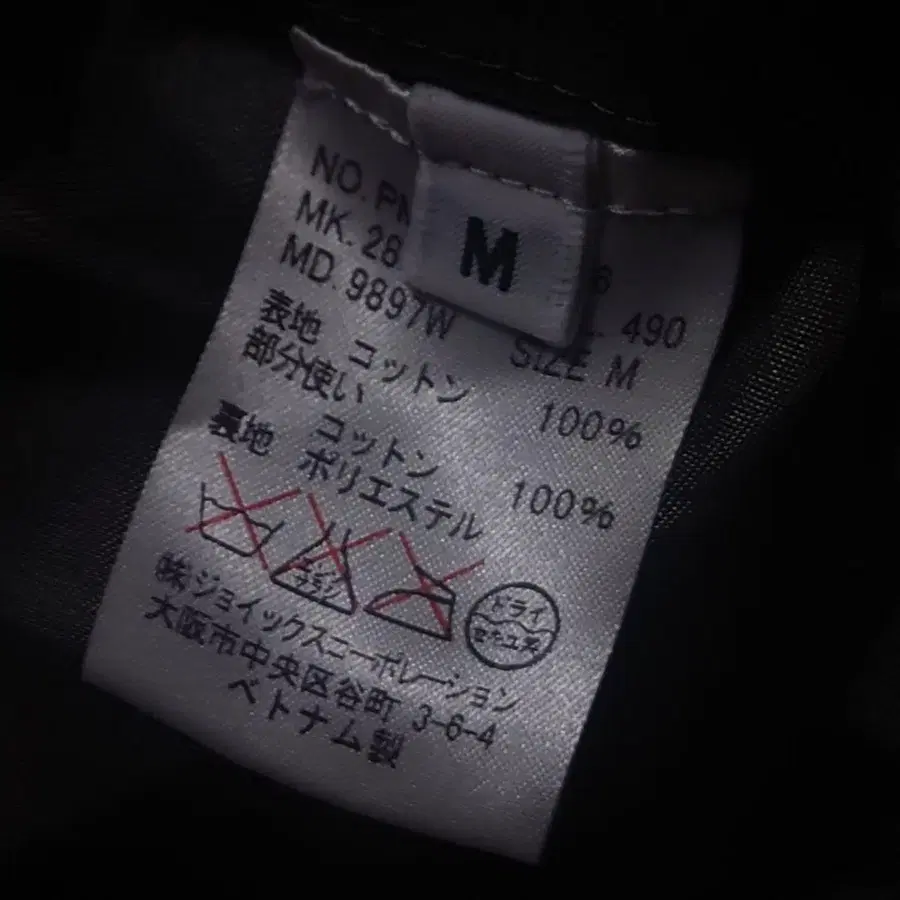 M
NO. PN
MK. 28 490
MD. 9897W SIZE M
表地 コットン 100%
部分使い
コットン 100%
裏地 ポリエステル
ドライ
㈱ジョイックスコーポレーション
大阪市中央区谷町 3-6-4
ベトナム製